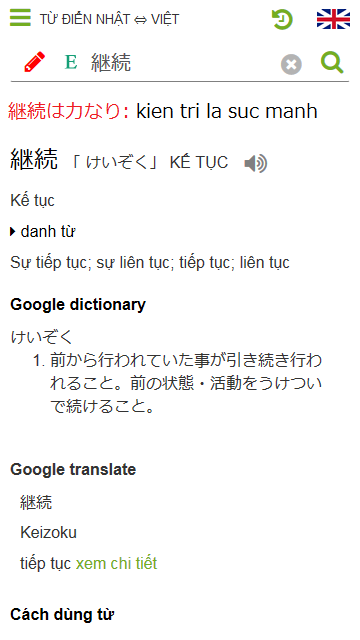 TỪ ĐIỂN NHẬT ⇔ VIỆT
E 継続
継続は力なり: kien tri la suc manh
継続 「 けいぞく」 KẾ TỤC
Kế tục
danh từ
Sự tiếp tục; sự liên tục; tiếp tục; liên tục
Google dictionary
けいぞく
1. 前から行われていた事が引き続き行わ
れること。前の状態・活動をうけつい
で続けること。
Google translate
継続
Keizoku
tiếp tục xem chi tiết
Cách dùng từ